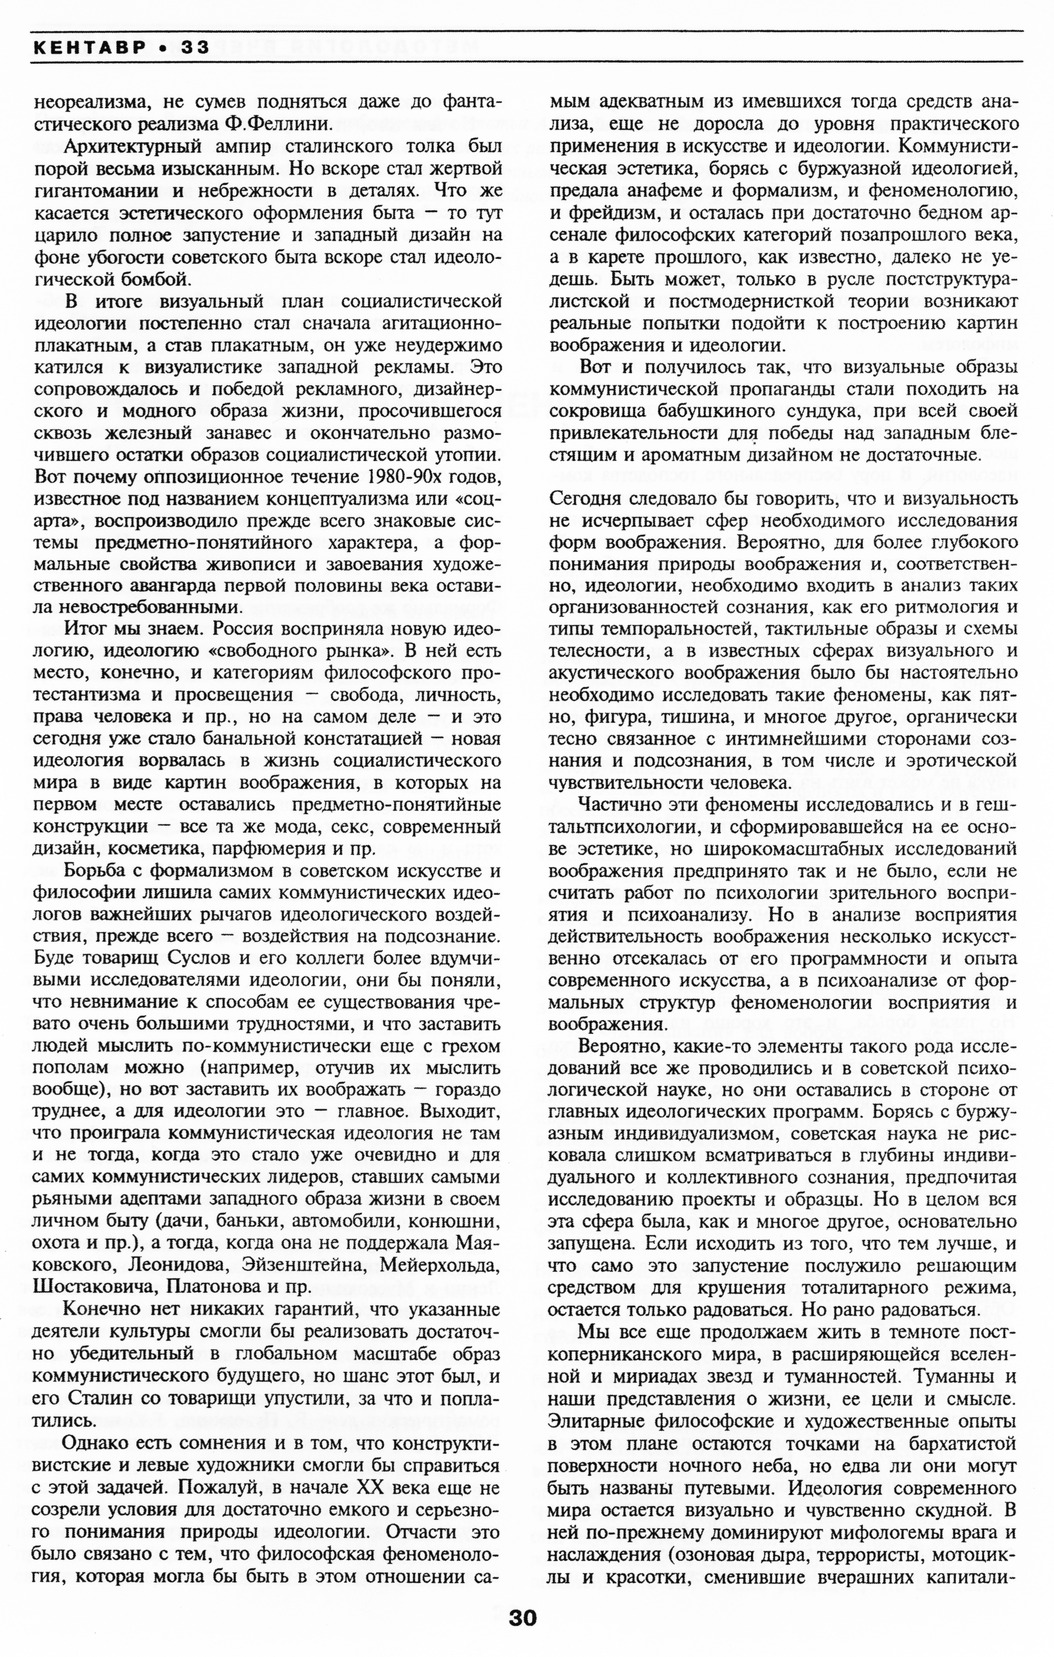 КЕНТАВР • 33
неореализма, не сумев подняться даже до фанта-
стического реализма Ф.Феллини.
Архитектурный ампир сталинского толка был
порой весьма изысканным. Но вскоре стал жертвой
гигантомании и небрежности в деталях. Что же
касается эстетического оформления быта — то тут
царило полное запустение и западный дизайн на
фоне убогости советского быта вскоре стал идеоло-
гической бомбой.
В итоге визуальный план социалистической
идеологии постепенно стал сначала агитационно-
плакатным, а став плакатным, он уже неудержимо
катился к визуалистике западной рекламы. Это
сопровождалось и победой рекламного, дизайнер-
ского и модного образа жизни, просочившегося
сквозь железный занавес и окончательно размо-
чившего остатки образов социалистической утопии.
Вот почему оппозиционное течение 1980-90х годов,
известное под названием концептуализма или «соц-
арта», воспроизводило прежде всего знаковые сис-
темы предметно-понятийного характера, а фор-
мальные свойства живописи и завоевания художе-
ственного авангарда первой половины века остави-
ла невостребованными.
Итог мы знаем. Россия восприняла новую идео-
логию, идеологию «свободного рынка». В ней есть
место, конечно, и категориям философского про-
тестантизма и просвещения — свобода, личность,
права человека и пр., но на самом деле — и это
сегодня уже стало банальной констатацией — новая
идеология ворвалась в жизнь социалистического
мира в виде картин воображения, в которых на
первом месте оставались предметно-понятийные
конструкции — все та же мода, секс, современный
дизайн, косметика, парфюмерия и пр.
Борьба с формализмом в советском искусстве и
философии лишила самих коммунистических идео-
логов важнейших рычагов идеологического воздей-
ствия, прежде всего — воздействия на подсознание.
Буде товарищ Суслов и его коллеги более вдумчи-
выми исследователями идеологии, они бы поняли,
что невнимание к способам ее существования чре-
вато очень большими трудностями, и что заставить
людей мыслить по-коммунистически еще с грехом
пополам можно (например, отучив их мыслить
вообще), но вот заставить их воображать — гораздо
труднее, а для идеологии это — главное. Выходит,
что проиграла коммунистическая идеология не там
и не тогда, когда это стало уже очевидно и для
самих коммунистических лидеров, ставших самыми
рьяными адептами западного образа жизни в своем
личном быту (дачи, баньки, автомобили, конюшни,
охота и пр.), а тогда, когда она не поддержала Мая-
ковского, Леонидова, Эйзенштейна, Мейерхольда,
Шостаковича, Платонова и пр.
Конечно нет никаких гарантий, что указанные
деятели культуры смогли бы реализовать достаточ-
но убедительный в глобальном масштабе образ
коммунистического будущего, но шанс этот был, и
его Сталин со товарищи упустили, за что и попла-
тились.
Однако есть сомнения и в том, что конструкти-
вистские и левые художники смогли бы справиться
с этой задачей. Пожалуй, в начале XX века еще не
созрели условия для достаточно емкого и серьезно-
го понимания природы идеологии. Отчасти это
было связано с тем, что философская феноменоло-
гия, которая могла бы быть в этом отношении са-
мым адекватным из имевшихся тогда средств ана-
лиза, еще не доросла до уровня практического
применения в искусстве и идеологии. Коммунисти-
ческая эстетика, борясь с буржуазной идеологией,
предала анафеме и формализм, и феноменологию,
и фрейдизм, и осталась при достаточно бедном ар-
сенале философских категорий позапрошлого века,
а в карете прошлого, как известно, далеко не уе-
дешь. Быть может, только в русле постструктура-
листской и постмодернисткой теории возникают
реальные попытки подойти к построению картин
воображения и идеологии.
Вот и получилось так, что визуальные образы
коммунистической пропаганды стали походить на
сокровища бабушкиного сундука, при всей своей
привлекательности для победы над западным бле-
стящим и ароматным дизайном не достаточные.
Сегодня следовало бы говорить, что и визуальность
не исчерпывает сфер необходимого исследования
форм воображения. Вероятно, для более глубокого
понимания природы воображения и, соответствен-
но, идеологии, необходимо входить в анализ таких
организованностей сознания, как его ритмология и
типы темпоральностей, тактильные образы и схемы
телесности, а в известных сферах визуального и
акустического воображения было бы настоятельно
необходимо исследовать такие феномены, как пят-
но, фигура, тишина, и многое другое, органически
тесно связанное с интимнейшими сторонами соз-
нания и подсознания, в том числе и эротической
чувствительности человека.
Частично эти феномены исследовались и в геш-
тальтпсихологии, и сформировавшейся на ее осно-
ве эстетике, но широкомасштабных исследований
воображения предпринято так и не было, если не
считать работ по психологии зрительного воспри-
ятия и психоанализу. Но в анализе восприятия
действительность воображения несколько искусст-
венно отсекалась от его программности и опыта
современного искусства, а в психоанализе от фор-
мальных структур феноменологии восприятия и
воображения.
Вероятно, какие-то элементы такого рода иссле-
дований все же проводились и в советской психо-
логической науке, но они оставались в стороне от
главных идеологических программ. Борясь с буржу-
азным индивидуализмом, советская наука не рис-
ковала слишком всматриваться в глубины индиви-
дуального и коллективного сознания, предпочитая
исследованию проекты и образцы. Но в целом вся
эта сфера была, как и многое другое, основательно
запущена. Если исходить из того, что тем лучше, и
что само это запустение послужило решающим
средством для крушения тоталитарного режима,
остается только радоваться. Но рано радоваться.
Мы все еще продолжаем жить в темноте пост-
коперниканского мира, в расширяющейся вселен-
ной и мириадах звезд и туманностей. Туманны и
наши представления о жизни, ее цели и смысле.
Элитарные философские и художественные опыты
в этом плане остаются точками на бархатистой
поверхности ночного неба, но едва ли они могут
быть названы путевыми. Идеология современного
мира остается визуально и чувственно скудной. В
ней по-прежнему доминируют мифологемы врага и
наслаждения (озоновая дыра, террористы, мотоцик-
лы и красотки, сменившие вчерашних капитали-
30